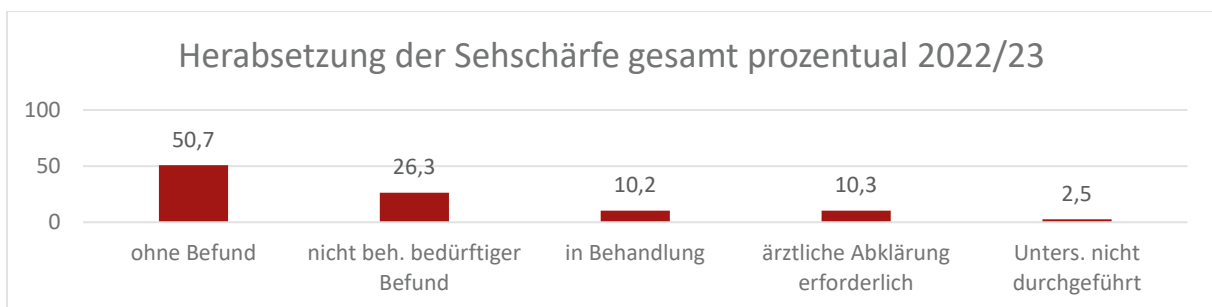 Herabsetzung der Sehschärfe gesamt prozentual 2022/23
100
50
0
50,7
26,3
10,2
10,3
2,5
ohne Befund
nicht beh. bedürftiger
Befund
in Behandlung
ärztliche Abklärung
erforderlich
Unters. nicht
durchgeführt